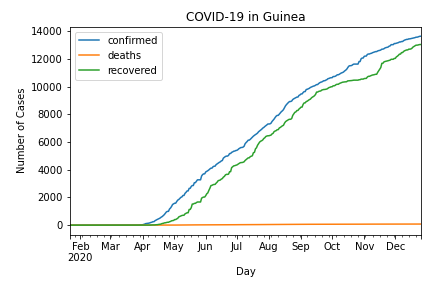 COVID-19 in Guinea
14000
12000
10000
8000
6000
4000
2000
0
Number of Cases
confirmed
deaths
recovered
Feb Mar Apr May Jun Jul Aug Sep Oct Nov Dec
2020
Day